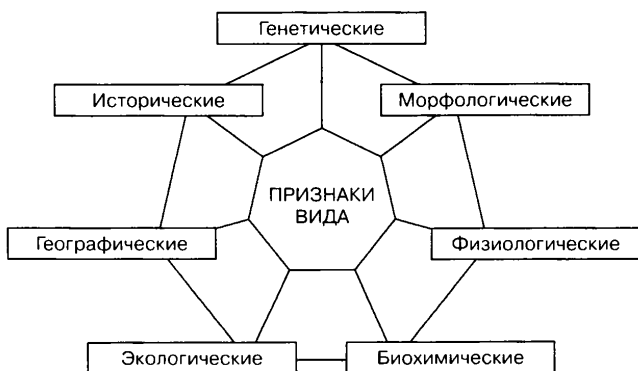 Генетические
Исторические
Морфологические
ПРИЗНАКИ
ВИДА
Географические
Физиологические
Экологические
Биохимические